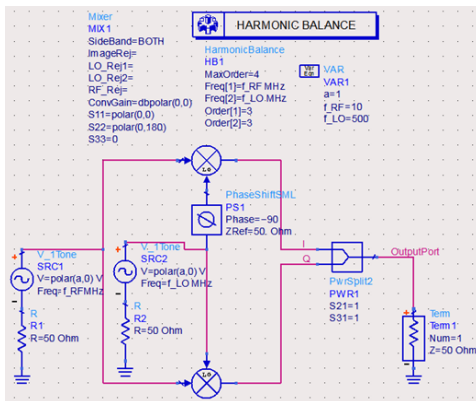 Mixer
MIX1
SideBand=BOTH
ImageRej=
LO_Rej1=
LO_Rej2=
RF_Rej=
ConvGain=dbpolar(0,0)
S11=polar(0,0)
S22=polar(0,180)
S33=0
HARMONIC BALANCE
HarmonicBalance
HB1
MaxOrder=4
Freq[1]=f_RF MHz
Freq[2]=f_LO MHz
Order[1]=3
Order[2]=3
Var
Eqn
VAR
VAR1
a=1
f_RF=10
f_LO=500
LO
PhaseShiftSML
PS1
Phase=-90
ZRef=50. Ohm
V_1Tone
SRC1
V=polar(a,0) V
Freq=f_RFMHz
V_1Tone
SRC2
V=polar(a,0) V
Freq=f_LO MHz
I
Q
OutputPort
PwrSplit2
PWR1
S21=1
S31=1
R
R1
R=50 Ohm
R
R2
R=50 Ohm
Term
Term1
Num=1
Z=50 Ohm
LO